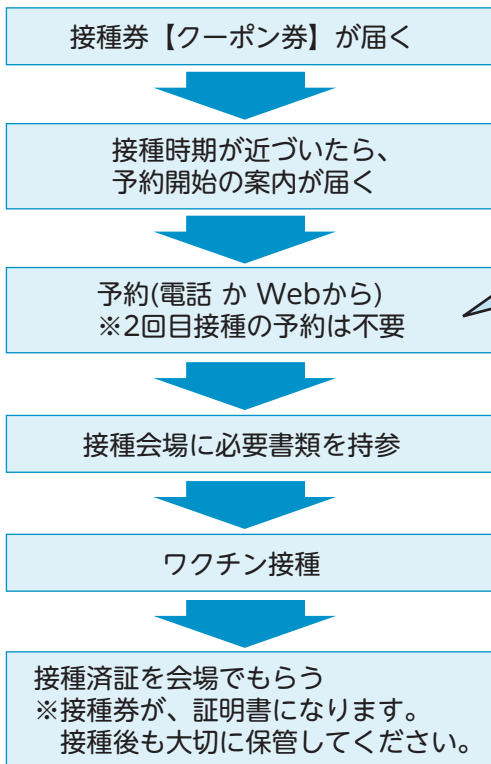 接種券【クーポン券】が届く
接種時期が近づいたら、
予約開始の案内が届く
予約(電話 か Webから)
※2回目接種の予約は不要
接種会場に必要書類を持参
ワクチン接種
接種済証を会場でもらう
※接種券が、証明書になります。
接種後も大切に保管してください。